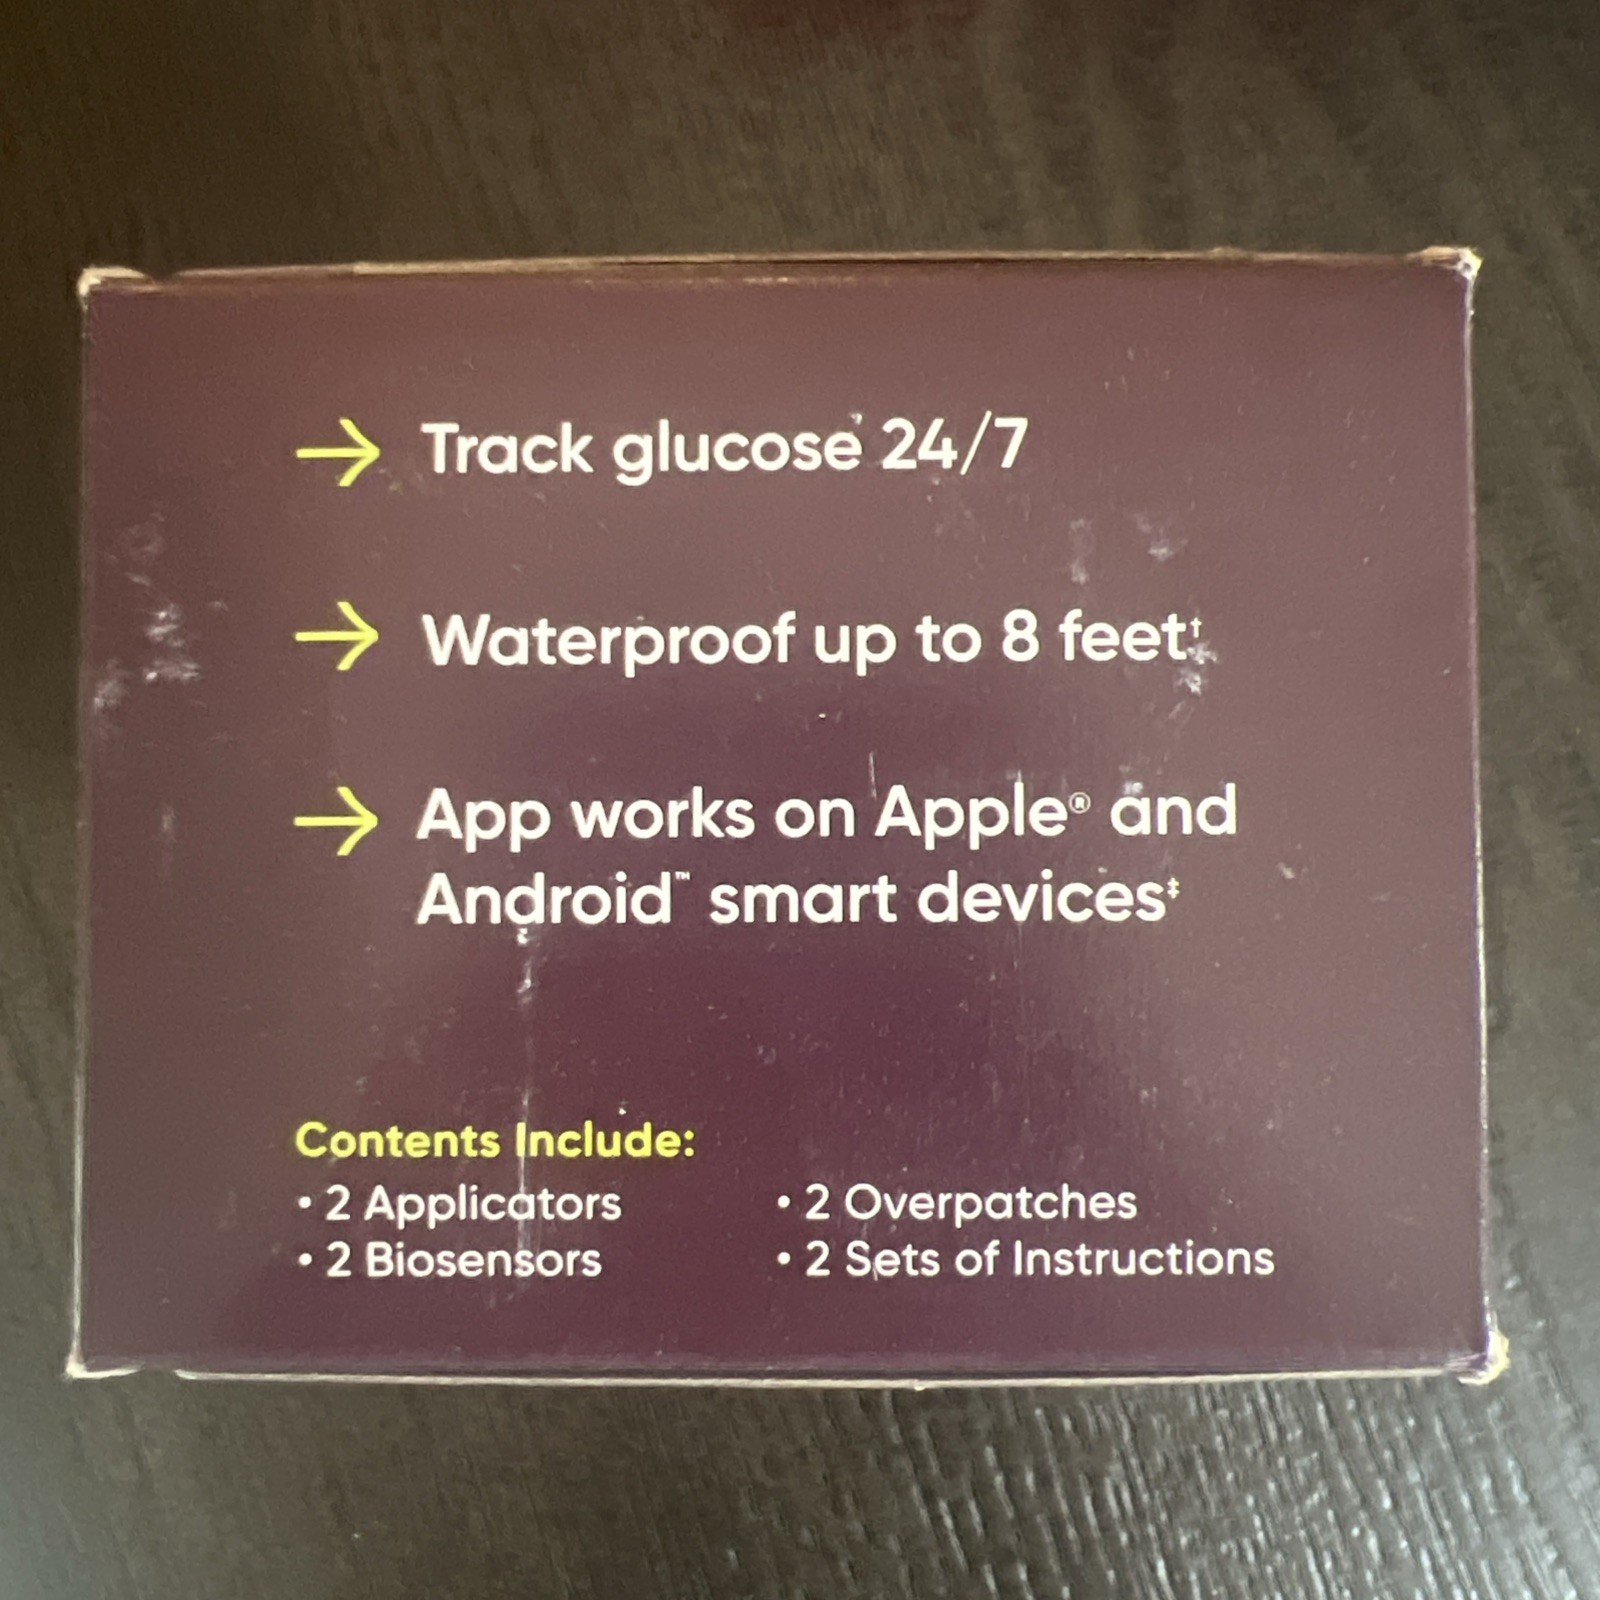 → Track glucose 24/7
→ Waterproof up to 8 feet†
→ App works on Apple® and
Android™ smart devices‡
Contents Include:
• 2 Applicators
• 2 Biosensors
• 2 Overpatches
• 2 Sets of Instructions